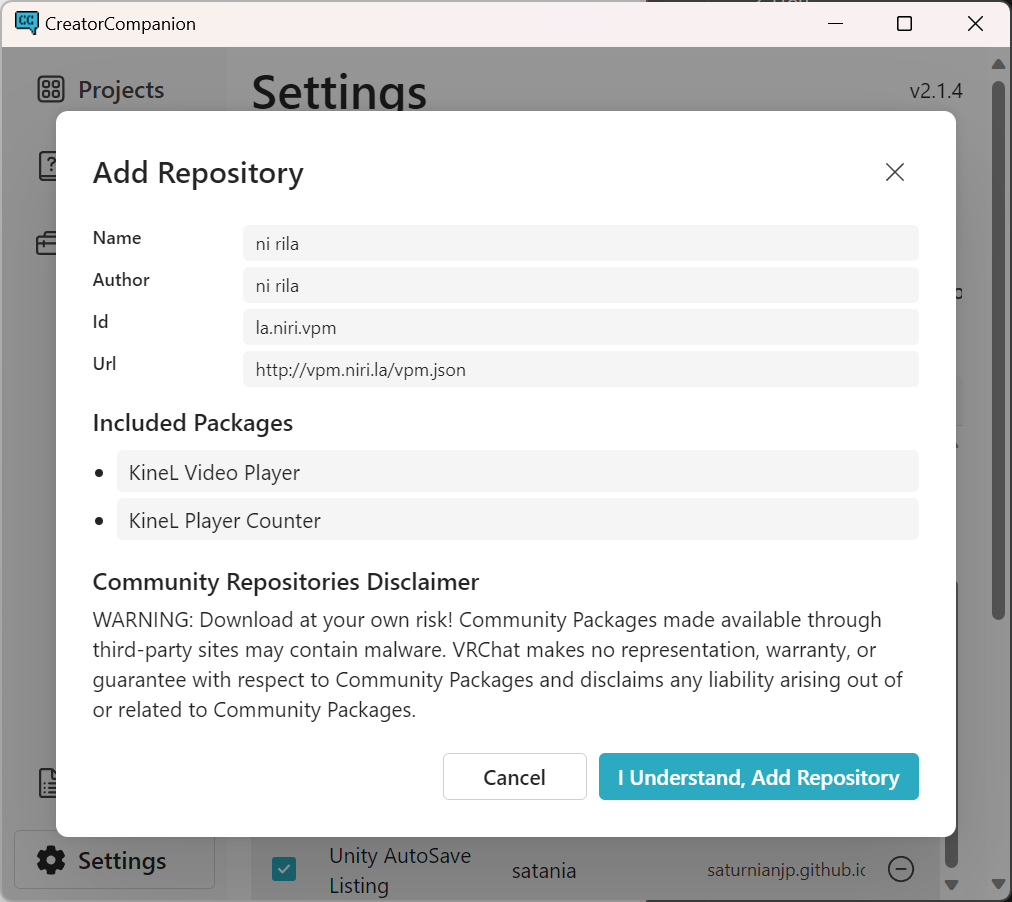 CreatorCompanion
Projects
Settings
v2.1.4
Add Repository
Name
ni rila
Author
ni rila
Id
la.niri.vpm
Url
http://vpm.niri.la/vpm.json
Included Packages
KineL Video Player
KineL Player Counter
Community Repositories Disclaimer
WARNING: Download at your own risk! Community Packages made available through
third-party sites may contain malware. VRChat makes no representation, warranty, or
guarantee with respect to Community Packages and disclaims any liability arising out of
or related to Community Packages.
Cancel
I Understand, Add Repository
Settings
Unity AutoSave
Listing
satania
saturnianjp.github.io